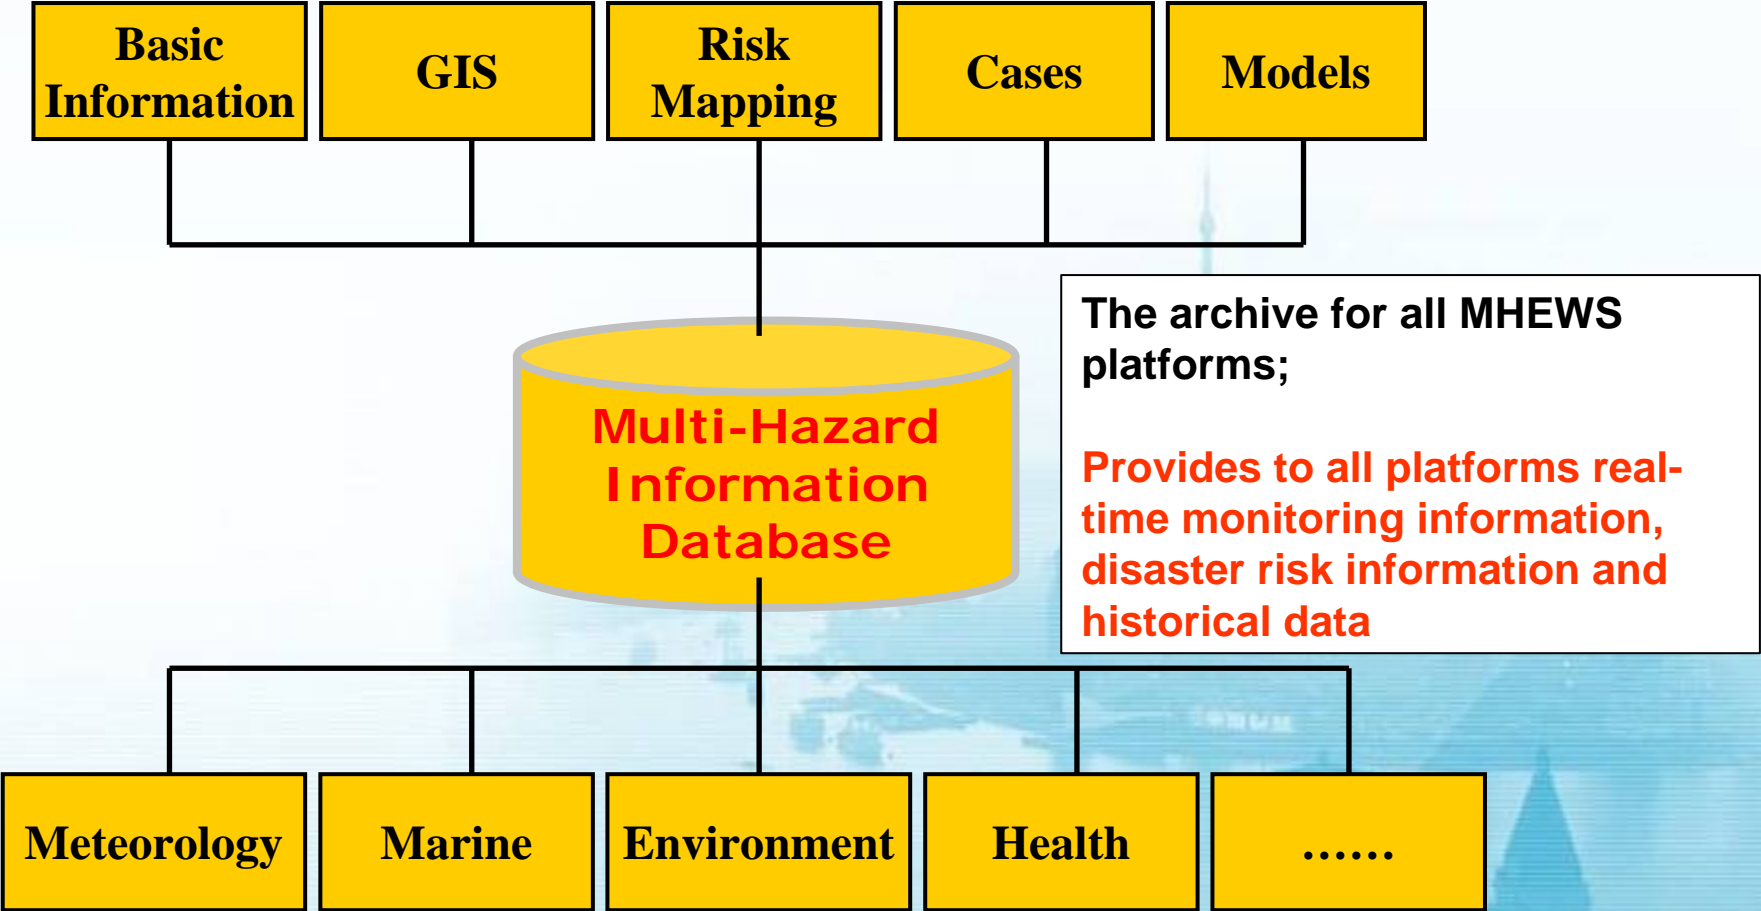 Basic
Information
GIS
Risk
Mapping
Cases
Models
The archive for all MHEWS
platforms;
Provides to all platforms real-
time monitoring information,
disaster risk information and
historical data
Multi-Hazard
Information
Database
Meteorology
Marine
Environment
Health
......